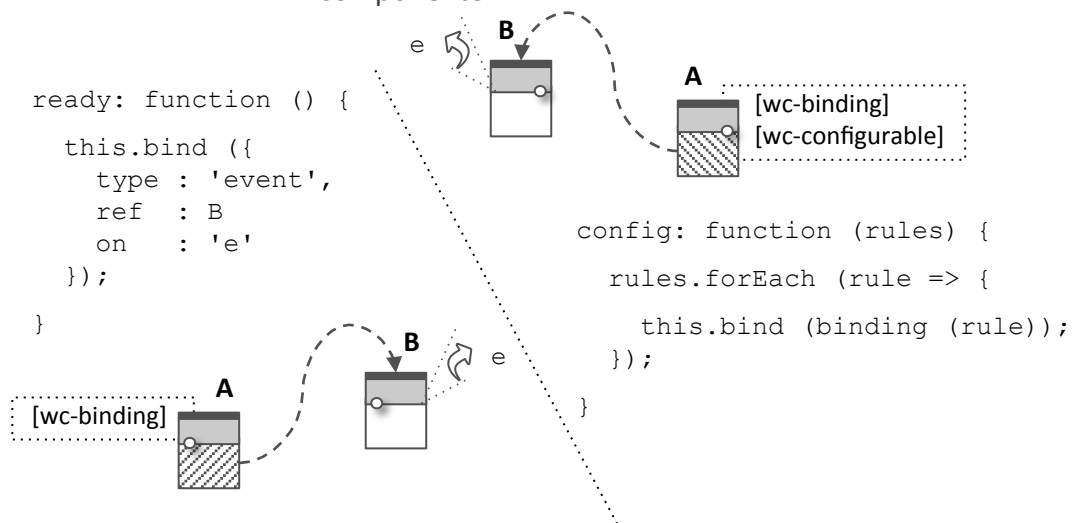 ready: function () {
this.bind ({
type : 'event',
ref : B
on : 'e'
});
}
[wc-binding]
A
B
e
e
B
A
[wc-binding]
[wc-configurable]
config: function (rules) {
rules.forEach (rule => {
this.bind (binding (rule));
});
}